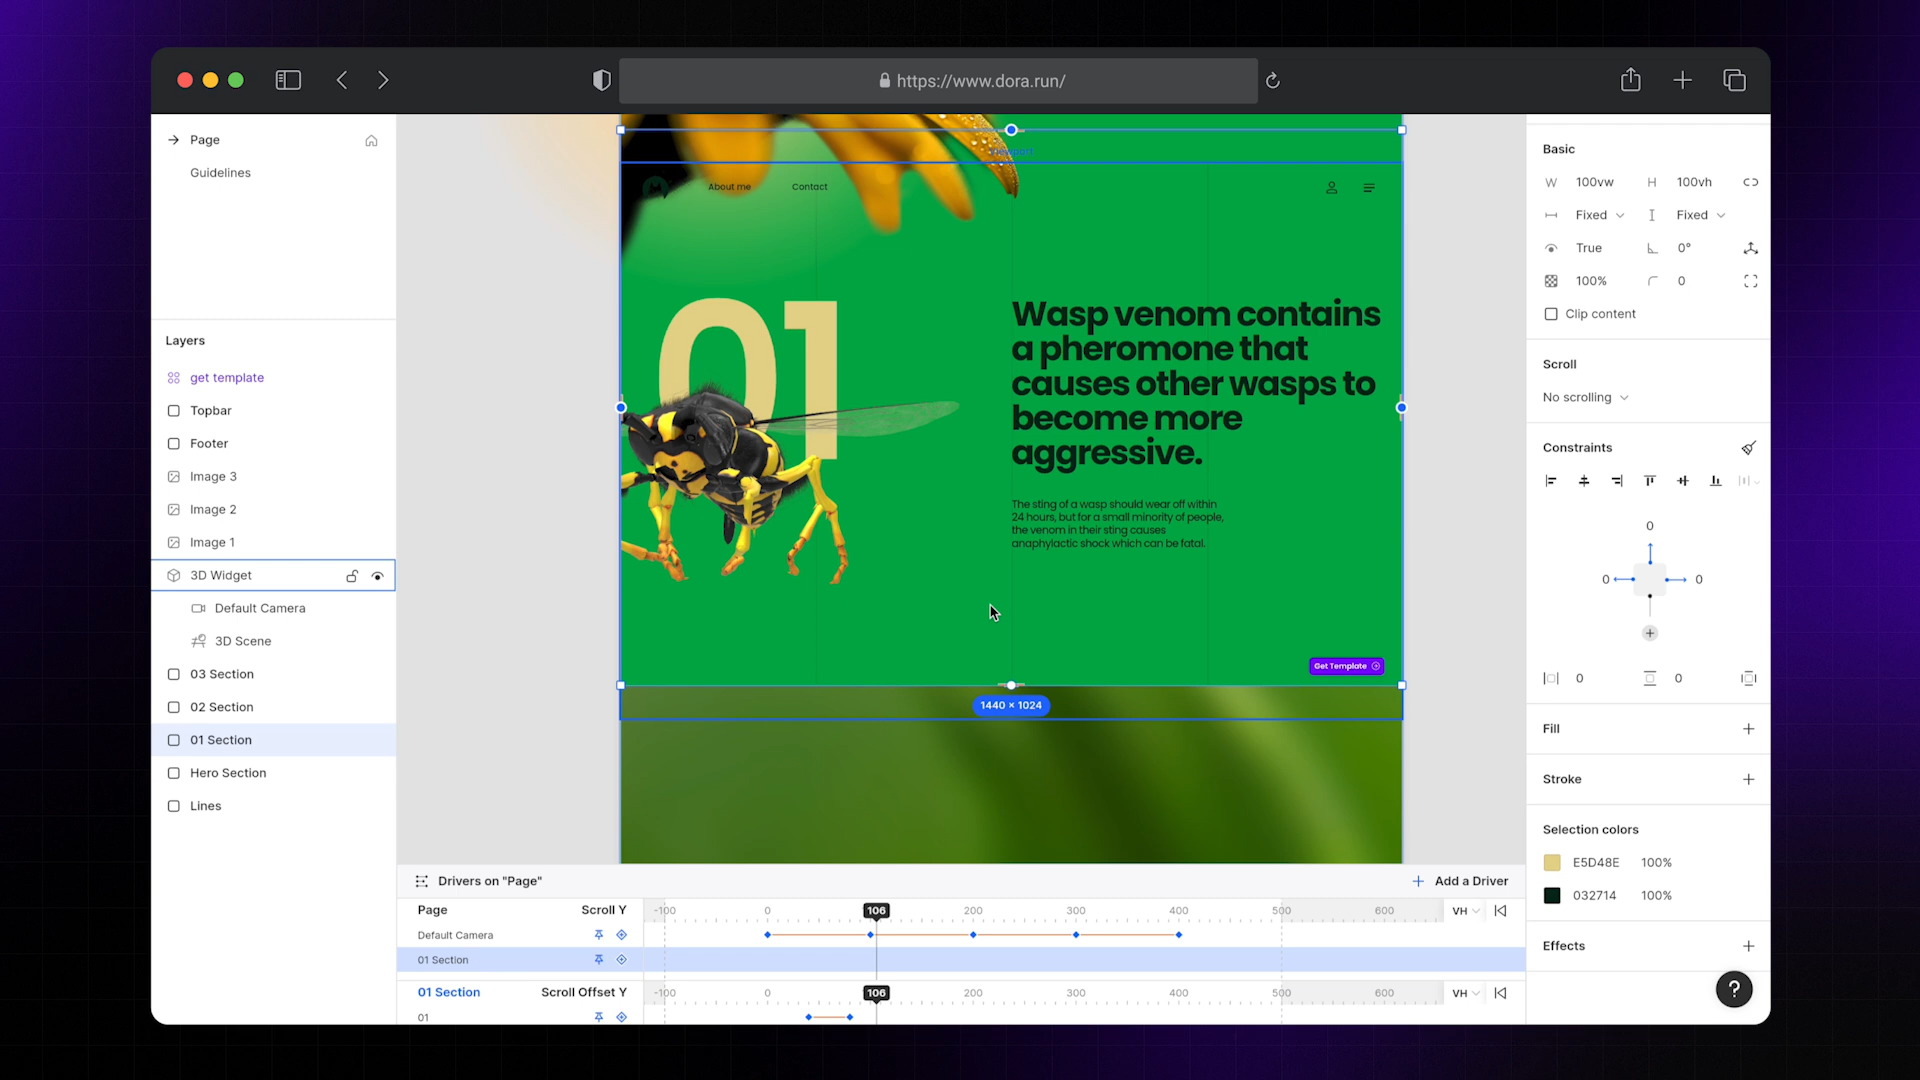 https://www.dora.run/
Page
Guidelines
Layers
get template
Topbar
Footer
Image 3
Image 2
Image 1
3D Widget
Default Camera
3D Scene
03 Section
02 Section
01 Section
Hero Section
Lines
About me
Contact
01
Wasp venom contains
a pheromone that
causes other wasps to
become more
aggressive.
The sting of a wasp should wear off within
24 hours, but for a small minority of people,
the venom in their sting causes
anaphylactic shock which can be fatal.
Get Template
1440 × 1024
Drivers on "Page"
Add a Driver
Page Scroll Y -100 0 106 200 300 400 500 600 VH
Default Camera
01 Section
01 Section Scroll Offset Y -100 0 106 200 300 400 500 600 VH
01
Basic
W 100vw H 100vh
Fixed Fixed
True 0°
100% 0
Clip content
Scroll
No scrolling
Constraints
0
0 0
0 0
Fill
Stroke
Selection colors
E5D48E 100%
032714 100%
Effects
?